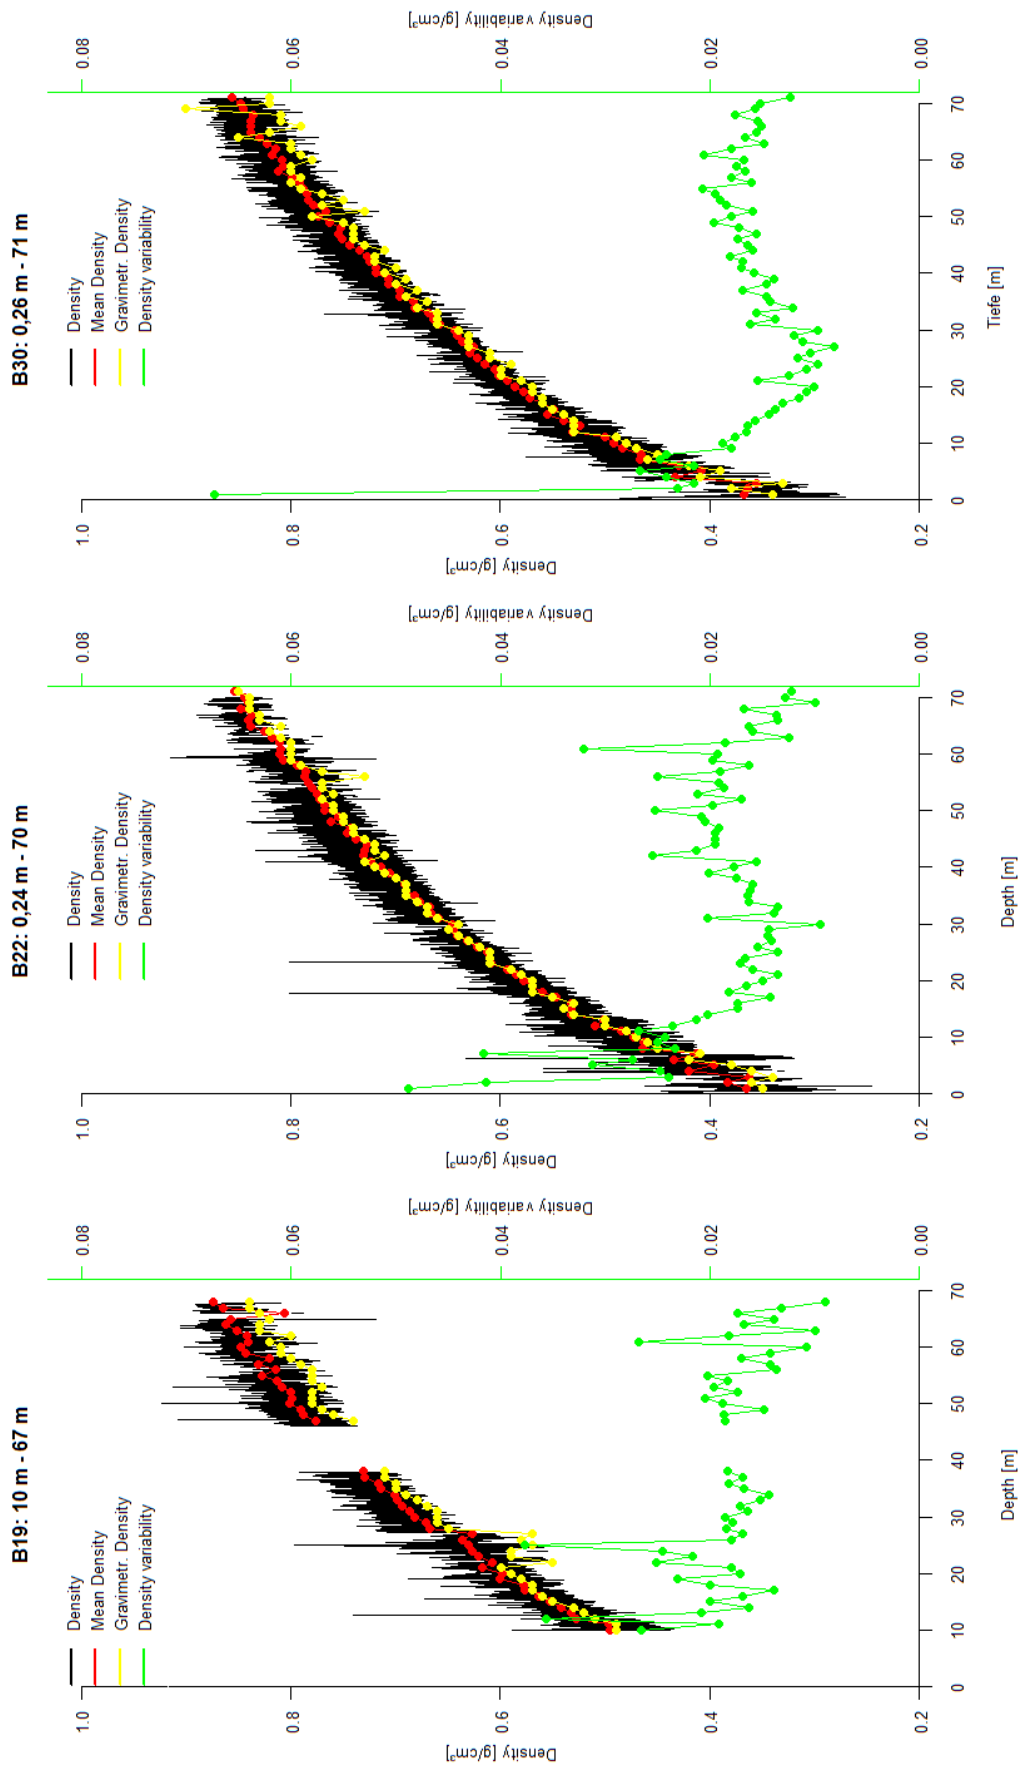 B19: 10 m - 67 m
Density
Mean Density
Gravimetr. Density
Density variability
Density [g/cm³]
1.0
0.8
0.6
0.4
0.2
Density variability [g/cm³]
0.08
0.06
0.04
0.02
0.00
0 10 20 30 40 50 60 70
Depth [m]
B22: 0,24 m - 70 m
Density
Mean Density
Gravimetr. Density
Density variability
Density [g/cm³]
1.0
0.8
0.6
0.4
0.2
Density variability [g/cm³]
0.08
0.06
0.04
0.02
0.00
0 10 20 30 40 50 60 70
Depth [m]
B30: 0,26 m - 71 m
Density
Mean Density
Gravimetr. Density
Density variability
Density [g/cm³]
1.0
0.8
0.6
0.4
0.2
Density variability [g/cm³]
0.08
0.06
0.04
0.02
0.00
0 10 20 30 40 50 60 70
Tiefe [m]